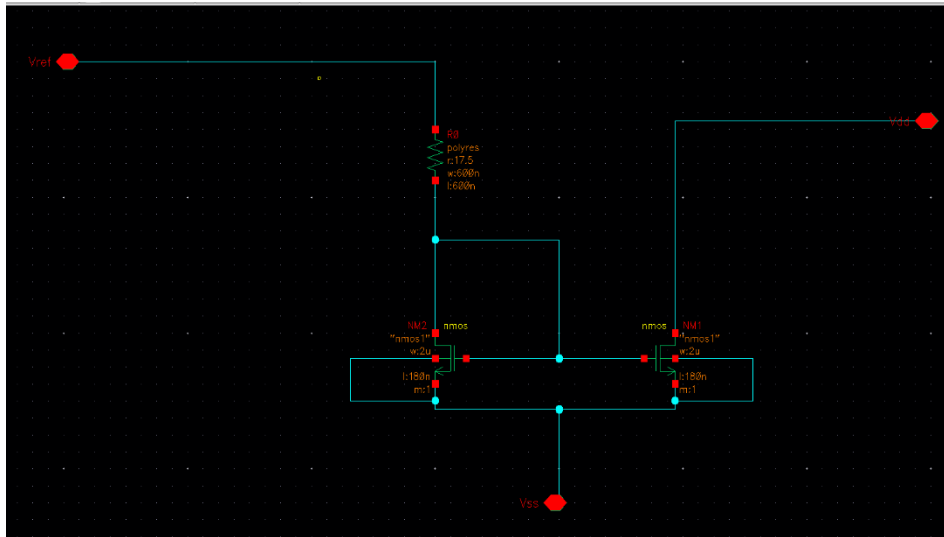 Vref
Vdd
R0
polyres
r:17.5
w:600n
l:600n
NM2 nmos
"nmos1"
w:2u
l:180n
m:1
nmos NM1
"nmos1"
w:2u
l:180n
m:1
Vss